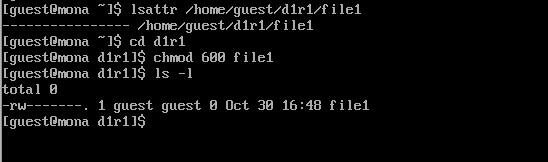 [guest@mona ~]$ lsattr /home/guest/d1r1/file1
---------------- /home/guest/d1r1/file1
[guest@mona ~]$ cd d1r1
[guest@mona d1r1]$ chmod 600 file1
[guest@mona d1r1]$ ls -l
total 0
-rw-------. 1 guest guest 0 Oct 30 16:48 file1
[guest@mona d1r1]$